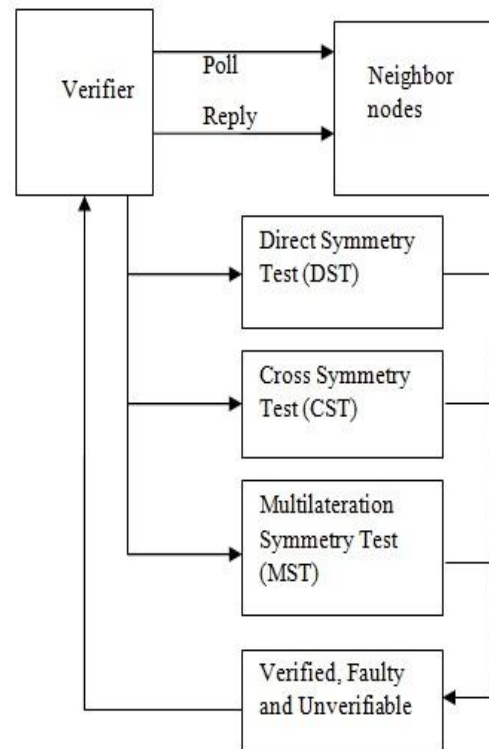 Verifier
Poll
Reply
Neighbor
nodes
Direct Symmetry
Test (DST)
Cross Symmetry
Test (CST)
Multilateration
Symmetry Test
(MST)
Verified, Faulty
and Unverifiable